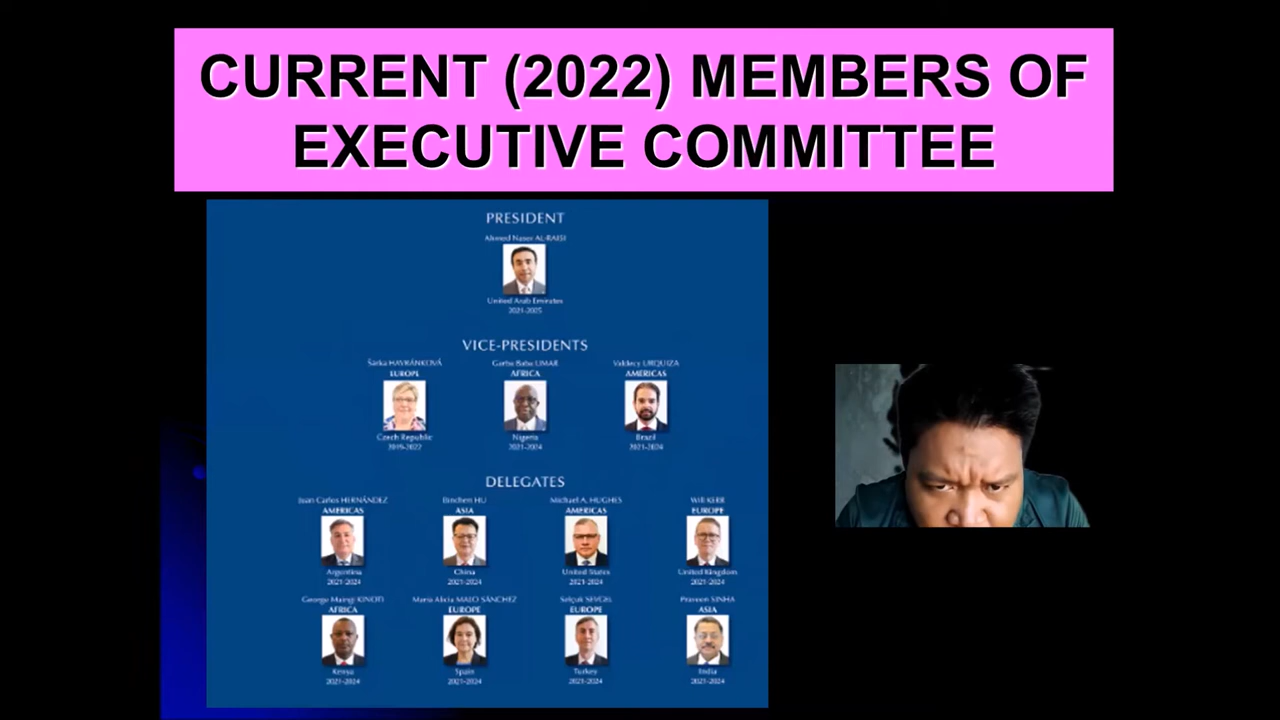 CURRENT (2022) MEMBERS OF
EXECUTIVE COMMITTEE
PRESIDENT
Ahmed Naser AL-RAISI
United Arab Emirates
2021-2025
VICE-PRESIDENTS
Šárka HAVRÁNKOVÁ Garba Baba UMAR Valdecy URQUIZA
EUROPE AFRICA AMERICAS
Czech Republic Nigeria Brazil
2019-2022 2021-2024 2021-2024
DELEGATES
Juan Carlos HERNÁNDEZ Binchen HU Michael A. HUGHES Will KERR
AMERICAS ASIA AMERICAS EUROPE
Argentina China United States United Kingdom
2021-2024 2021-2024 2021-2024 2021-2024
George Maingi KINOTI María Alicia MALO SÁNCHEZ Selçuk SEVGEL Praveen SINHA
AFRICA EUROPE EUROPE ASIA
Kenya Spain Turkey India
2021-2024 2021-2024 2021-2024 2021-2024